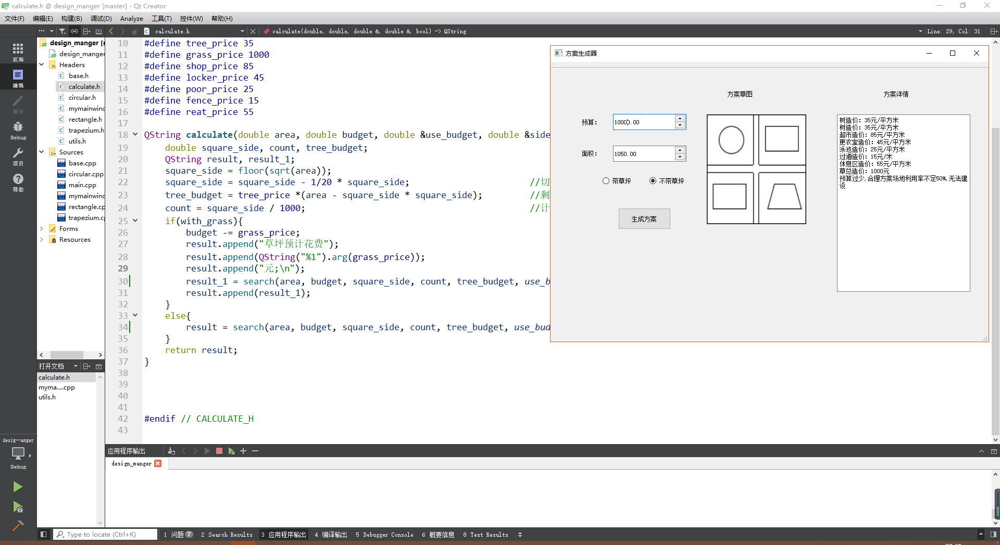 calculate.h @ design_manger [master] - Qt Creator
文件(F) 编辑(E) 构建(B) 调试(D) Analyze 工具(T) 控件(W) 帮助(H)
calculate.h
calculate(double, double, double &, double &, bool) -> QString
Line: 29, Col: 31
欢迎
编辑
设计
Debug
项目
帮助
design_manger [
design_manger
Headers
base.h
calculate.h
circular.h
mymainwinc
rectangle.h
trapezium.h
utils.h
Sources
base.cpp
circular.cpp
main.cpp
mymainwinc
rectangle.cp
trapezium.cp
Forms
Resources
打开文档
calculate.h
myma....cpp
utils.h
10 #define tree_price 35
11 #define grass_price 1000
12 #define shop_price 85
13 #define locker_price 45
14 #define poor_price 25
15 #define fence_price 15
16 #define reat_price 55
17
18 QString calculate(double area, double budget, double &use_budget, double &side
19 double square_side, count, tree_budget;
20 QString result, result_1;
21 square_side = floor(sqrt(area));
22 square_side = square_side - 1/20 * square_side; //切
23 tree_budget = tree_price *(area - square_side * square_side); //剩
24 count = square_side / 1000; //计
25 if(with_grass){
26 budget -= grass_price;
27 result.append("草坪预计花费");
28 result.append(QString("%1").arg(grass_price));
29 result.append("元;\n");
30 result_1 = search(area, budget, square_side, count, tree_budget, use_b
31 result.append(result_1);
32 }
33 else{
34 result = search(area, budget, square_side, count, tree_budget, use_bud
35 }
36 return result;
37 }
38
39
40
41
42 #endif // CALCULATE_H
43
方案生成器
方案草图
方案详情
预算: 10000.00
面积: 1050.00
带草坪 不带草坪
生成方案
树造价: 35元/平方米
树造价: 35元/平方米
超市造价: 85元/平方米
更衣室造价: 45元/平方米
泳池造价: 25元/平方米
过道造价: 15元/米
休息区造价: 55元/平方米
草总造价: 1000元
预算过少,合理方案场地利用率不足50%,无法建
设
desig···anger
Debug
应用程序输出
design_manger
Type to locate (Ctrl+K)
1 问题 7 2 Search Results 3 应用程序输出 4 编译输出 5 Debugger Console 6 概要信息 8 Test Results